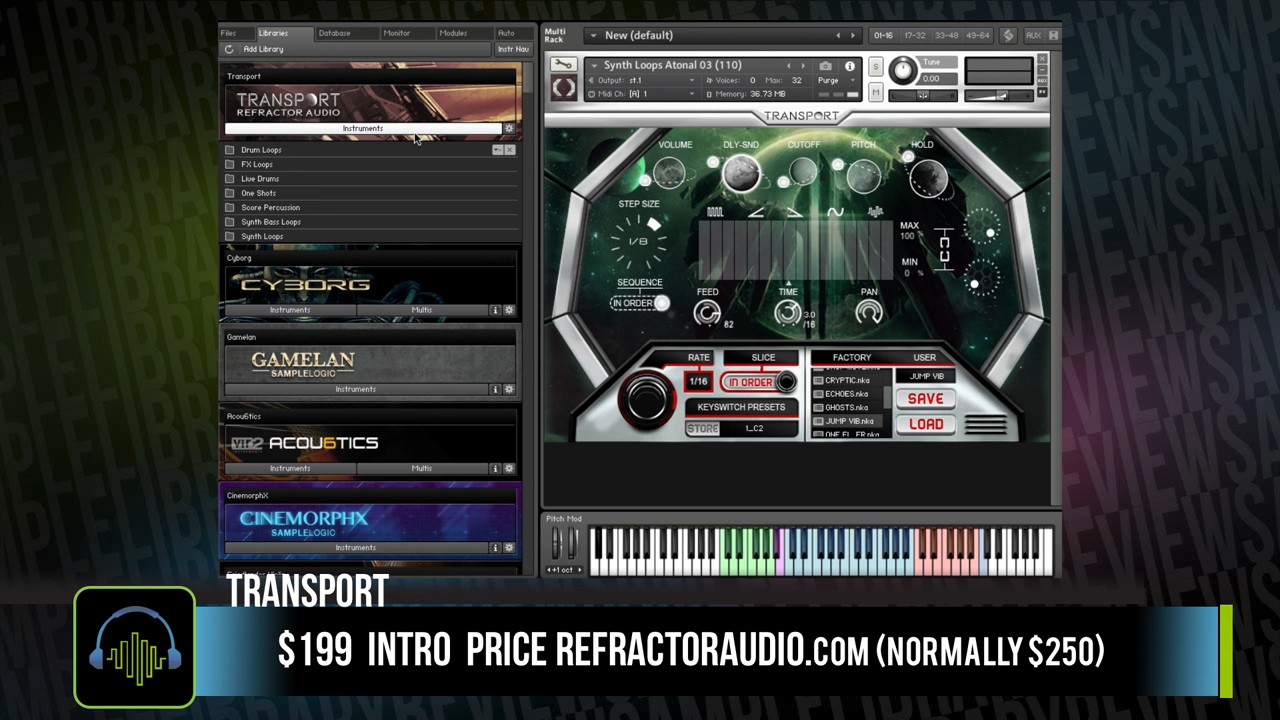 Files Libraries Database Monitor Modules Auto
Add Library Instr Nav
Transport
TRANSPORT
REFRACTOR AUDIO
Instruments
Drum Loops
FX Loops
Live Drums
One Shots
Score Percussion
Synth Bass Loops
Synth Loops
Cyborg
CYBORG
Instruments Multis i
Gamelan
GAMELAN
SAMPLELOGIC
Instruments i
Acou6tics
vir2 ACOU6TICS
Instruments Multis i
CinemorphX
CINEMORPHX
SAMPLELOGIC
Instruments i
Multi Rack New (default) 01-16 17-32 33-48 49-64 AUX
Synth Loops Atonal 03 (110)
Output: st.1 Voices: 0 Max: 32 Purge
Midi Ch: [A] 1 Memory: 36.73 MB
S
M
Tune
0.00
TRANSPORT
VOLUME DLY-SND CUTOFF PITCH HOLD
STEP SIZE
1/8
MAX
100 %
MIN
0 %
SEQUENCE
IN ORDER
FEED TIME PAN
82
3.0
/16
RATE SLICE
1/16 IN ORDER
KEYSWITCH PRESETS
STORE 1_C2
FACTORY USER
CRYPTIC.nka
ECHOES.nka
GHOSTS.nka
JUMP VIB.nka
JUMP VIB
SAVE
LOAD
Pitch Mod
+1 oct
TRANSPORT
$199 INTRO PRICE REFRACTORAUDIO.COM (NORMALLY $250)